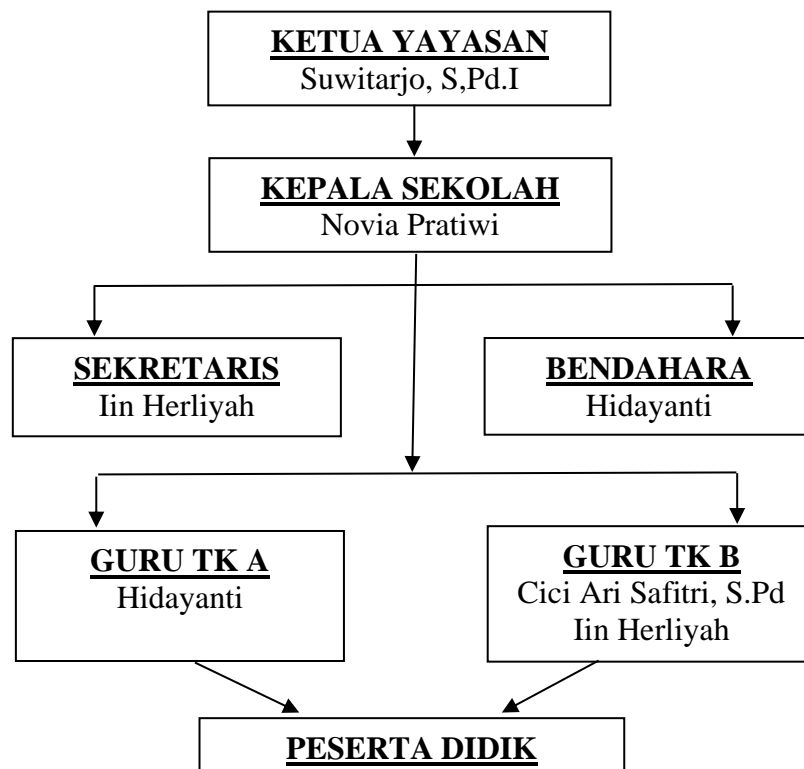 KETUA YAYASAN
Suwitarjo, S,Pd.I
KEPALA SEKOLAH
Novia Pratiwi
SEKRETARIS
Iin Herliyah
BENDAHARA
Hidayanti
GURU TK A
Hidayanti
GURU TK B
Cici Ari Safitri, S.Pd
Iin Herliyah
PESERTA DIDIK